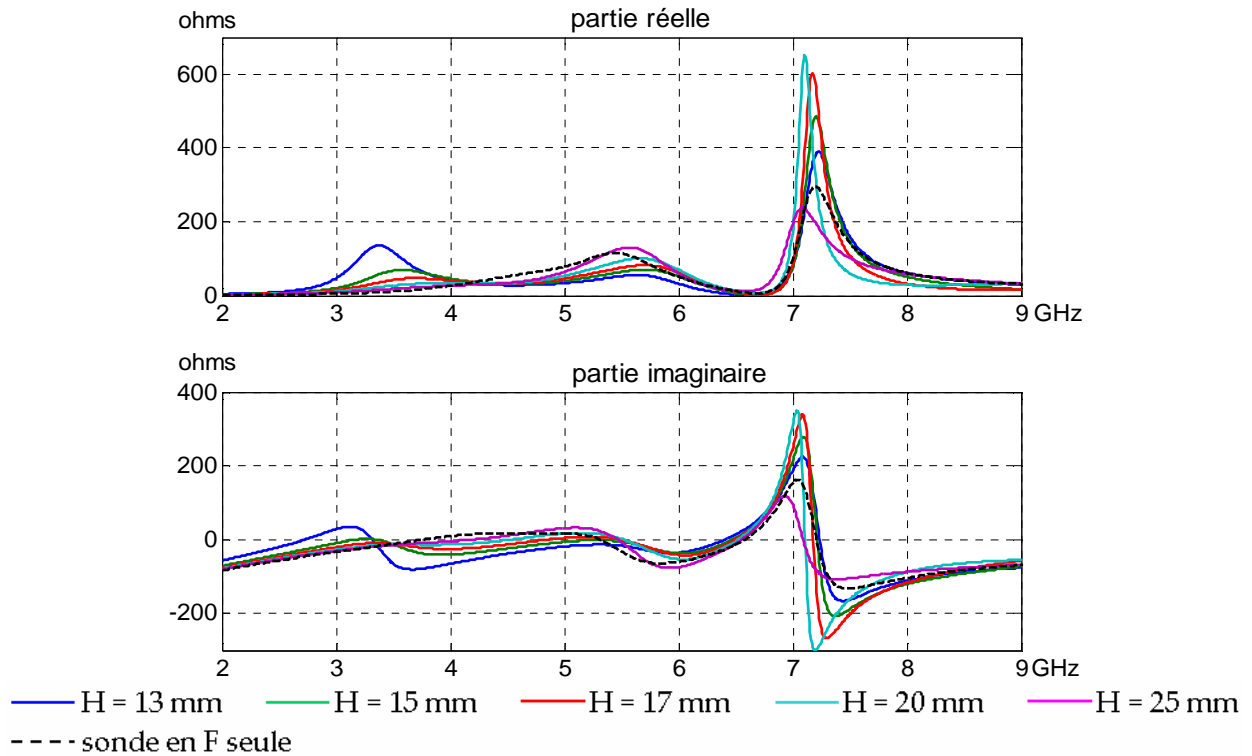 ohms
partie réelle
600
400
200
0
2 3 4 5 6 7 8 9 GHz
ohms
partie imaginaire
400
200
0
-200
2 3 4 5 6 7 8 9 GHz
H = 13 mm H = 15 mm H = 17 mm H = 20 mm H = 25 mm
sonde en F seule